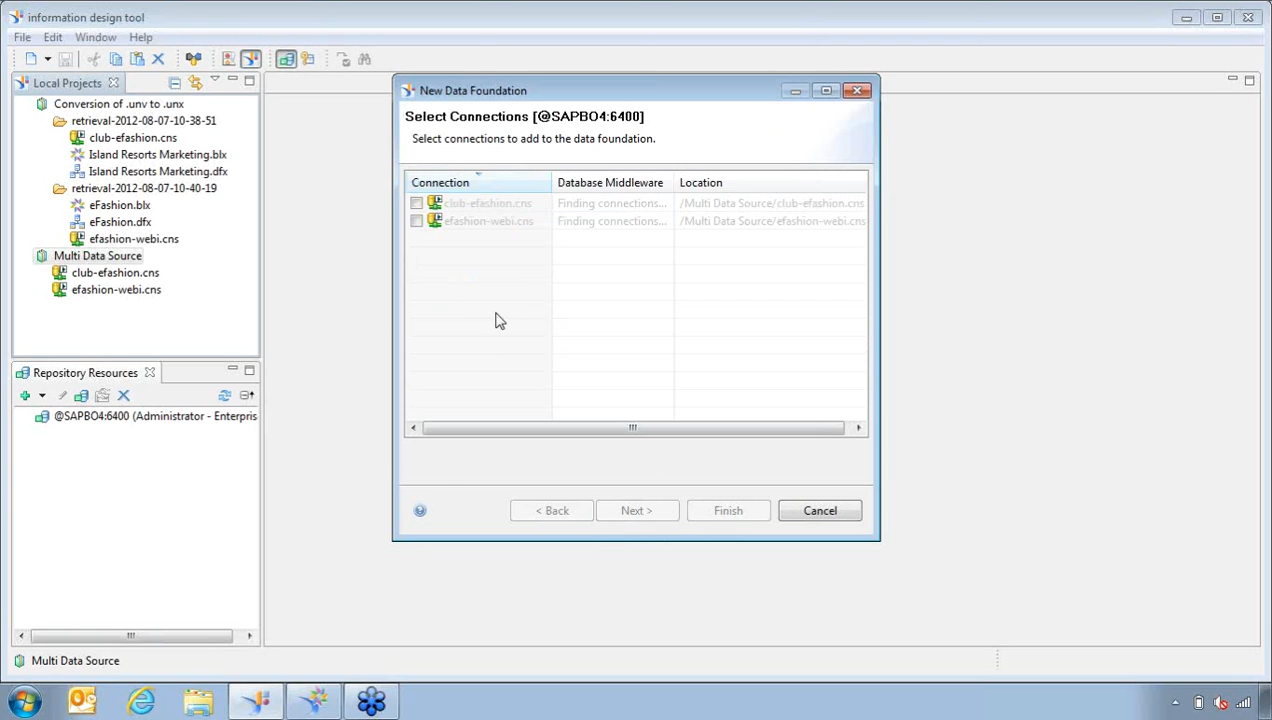 information design tool
File Edit Window Help
Local Projects
Conversion of .unv to .unx
retrieval-2012-08-07-10-38-51
club-efashion.cns
Island Resorts Marketing.blx
Island Resorts Marketing.dfx
retrieval-2012-08-07-10-40-19
eFashion.blx
eFashion.dfx
efashion-webi.cns
Multi Data Source
club-efashion.cns
efashion-webi.cns
Repository Resources
@SAPBO4:6400 (Administrator - Enterpris
New Data Foundation
Select Connections [@SAPBO4:6400]
Select connections to add to the data foundation.
Connection Database Middleware Location
club-efashion.cns Finding connections... /Multi Data Source/club-efashion.cns
efashion-webi.cns Finding connections... /Multi Data Source/efashion-webi.cns
< Back Next > Finish Cancel
Multi Data Source